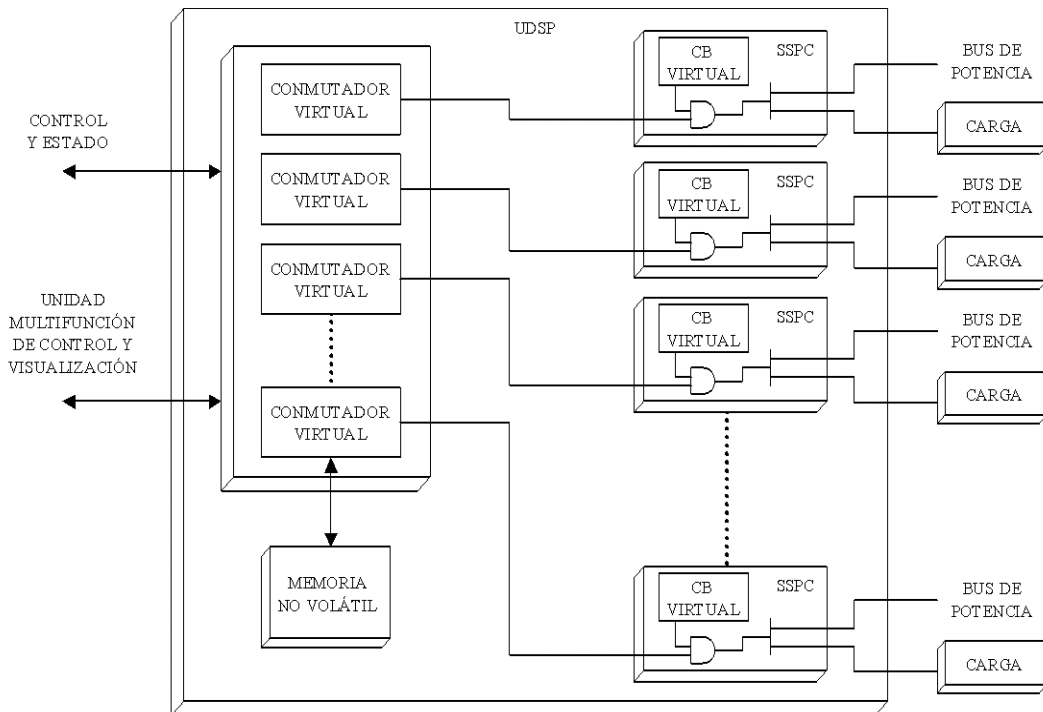 UDSP
CONMUTADOR
VIRTUAL
CB
VIRTUAL
SSPC
BUS DE
POTENCIA
CARGA
CONTROL
Y ESTADO
CONMUTADOR
VIRTUAL
CB
VIRTUAL
SSPC
BUS DE
POTENCIA
CARGA
CONMUTADOR
VIRTUAL
CB
VIRTUAL
SSPC
BUS DE
POTENCIA
CARGA
UNIDAD
MULTIFUNCIÓN
DE CONTROL Y
VISUALIZACIÓN
CONMUTADOR
VIRTUAL
MEMORIA
NO VOLÁTIL
CB
VIRTUAL
SSPC
BUS DE
POTENCIA
CARGA